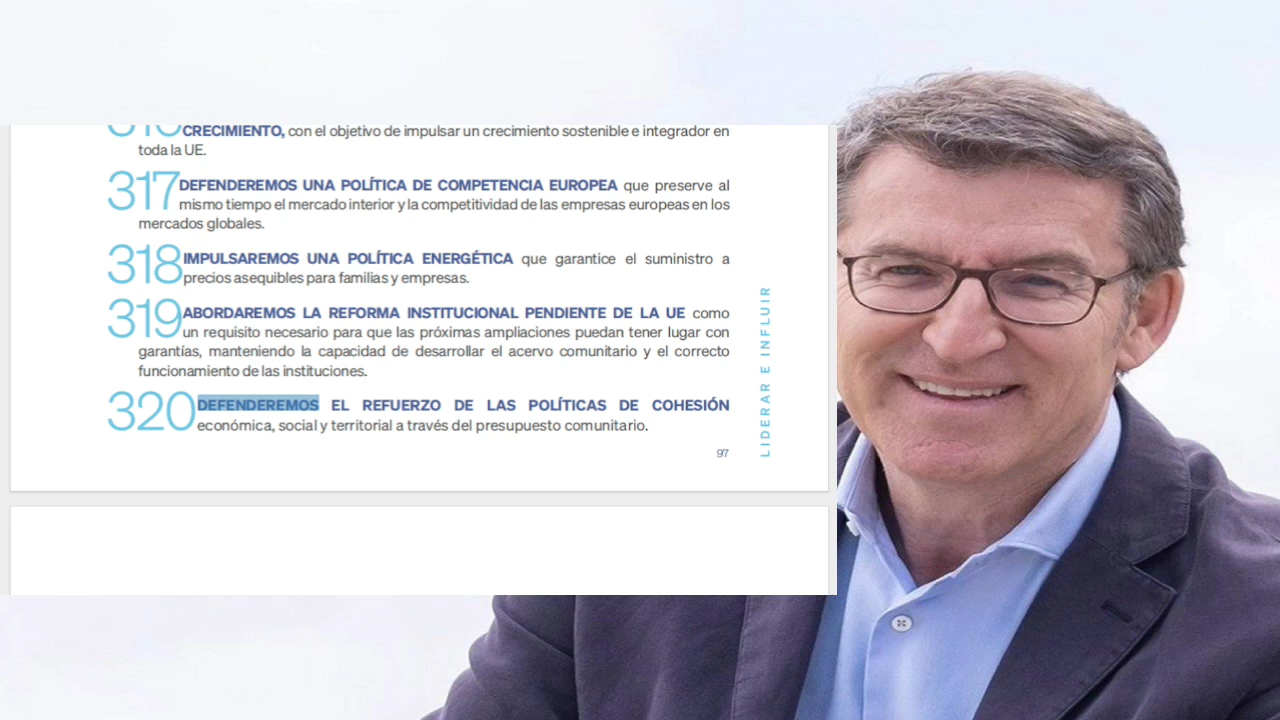 CRECIMIENTO, con el objetivo de impulsar un crecimiento sostenible e integrador en
toda la UE.
317 DEFENDEREMOS UNA POLÍTICA DE COMPETENCIA EUROPEA que preserve al
mismo tiempo el mercado interior y la competitividad de las empresas europeas en los
mercados globales.
318 IMPULSAREMOS UNA POLÍTICA ENERGÉTICA que garantice el suministro a
precios asequibles para familias y empresas.
319 ABORDAREMOS LA REFORMA INSTITUCIONAL PENDIENTE DE LA UE como
un requisito necesario para que las próximas ampliaciones puedan tener lugar con
garantías, manteniendo la capacidad de desarrollar el acervo comunitario y el correcto
funcionamiento de las instituciones.
320 DEFENDEREMOS EL REFUERZO DE LAS POLÍTICAS DE COHESIÓN
económica, social y territorial a través del presupuesto comunitario.
97
LIDERAR E INFLUIR